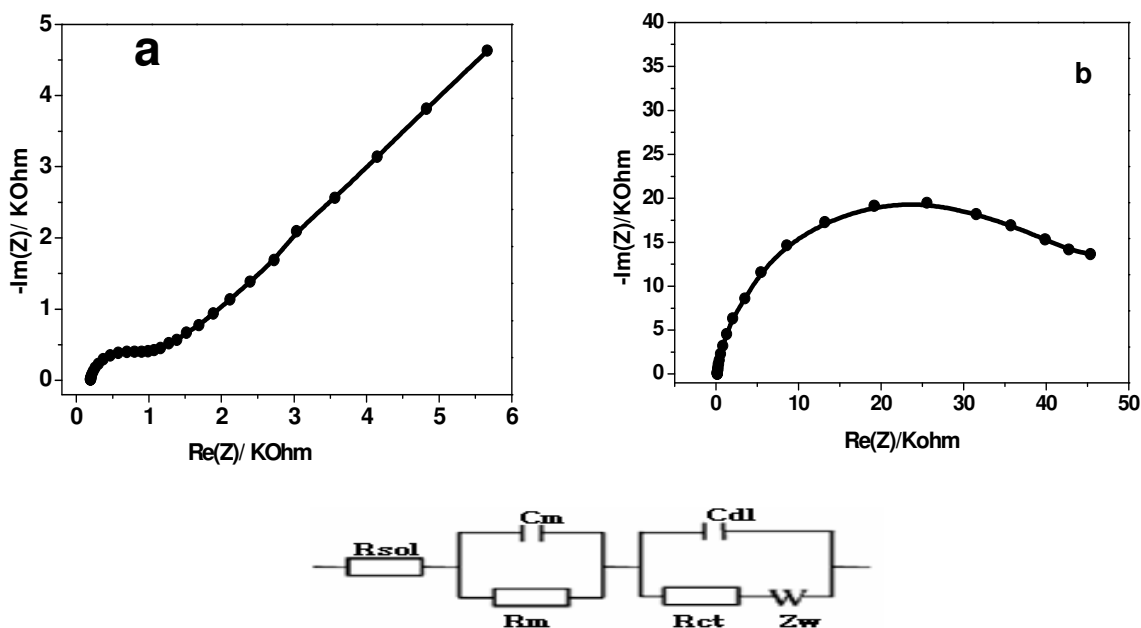 a
5
4
3
2
1
0
-Im(Z)/ KOhm
0 1 2 3 4 5 6
Re(Z)/ KOhm
b
40
35
30
25
20
15
10
5
0
-Im(Z)/KOhm
0 10 20 30 40 50
Re(Z)/Kohm
Cm Cdl
Rsol
Rm Rct Zw
W